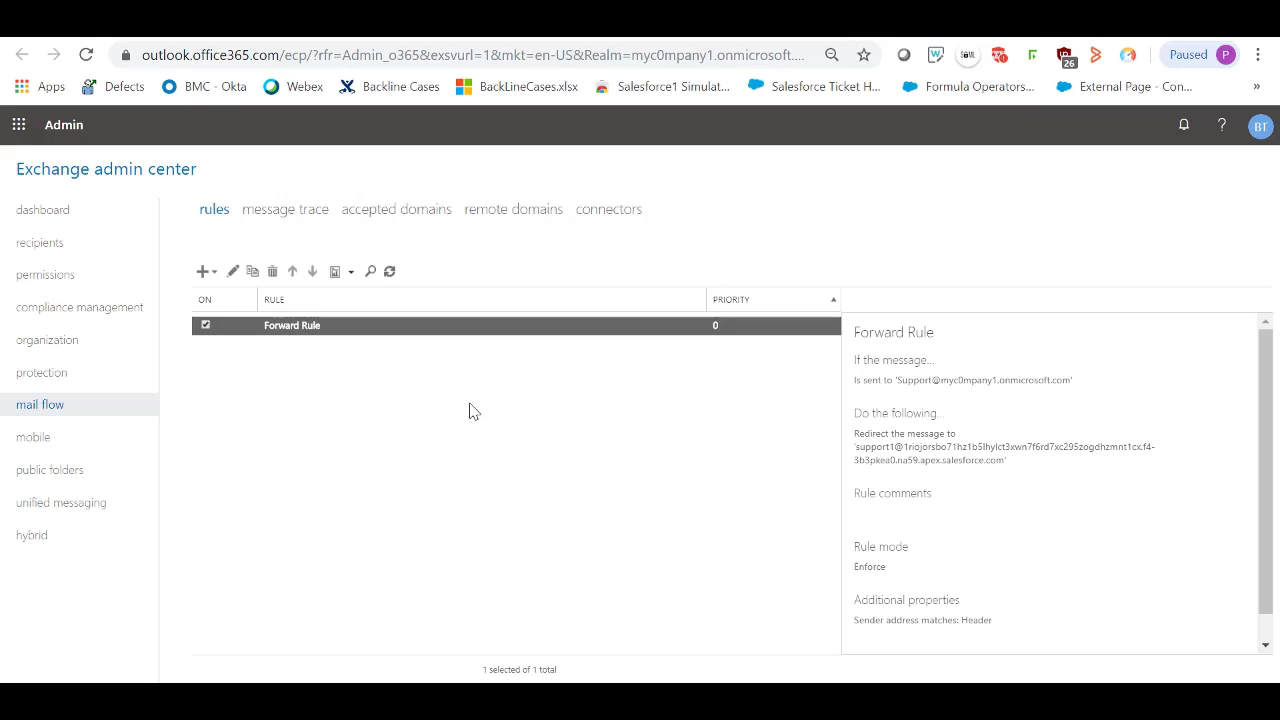 outlook.office365.com/ecp/?rfr=Admin_o365&exsvurl=1&mkt=en-US&Realm=myc0mpany1.onmicrosoft....
Paused P
26
Apps Defects BMC - Okta Webex Backline Cases BackLineCases.xlsx Salesforce1 Simulat... Salesforce Ticket H... Formula Operators... External Page - Con... »
Admin ? BT
Exchange admin center
dashboard
recipients
permissions
compliance management
organization
protection
mail flow
mobile
public folders
unified messaging
hybrid
rules message trace accepted domains remote domains connectors
ON RULE PRIORITY
Forward Rule 0
1 selected of 1 total
Forward Rule
If the message...
Is sent to 'Support@myc0mpany1.onmicrosoft.com'
Do the following...
Redirect the message to
'support1@1riojorsbo71hz1b5lhylct3xwn7f6rd7xc295zogdhzmnt1cx.f4-
3b3pkea0.na59.apex.salesforce.com'
Rule comments
Rule mode
Enforce
Additional properties
Sender address matches: Header